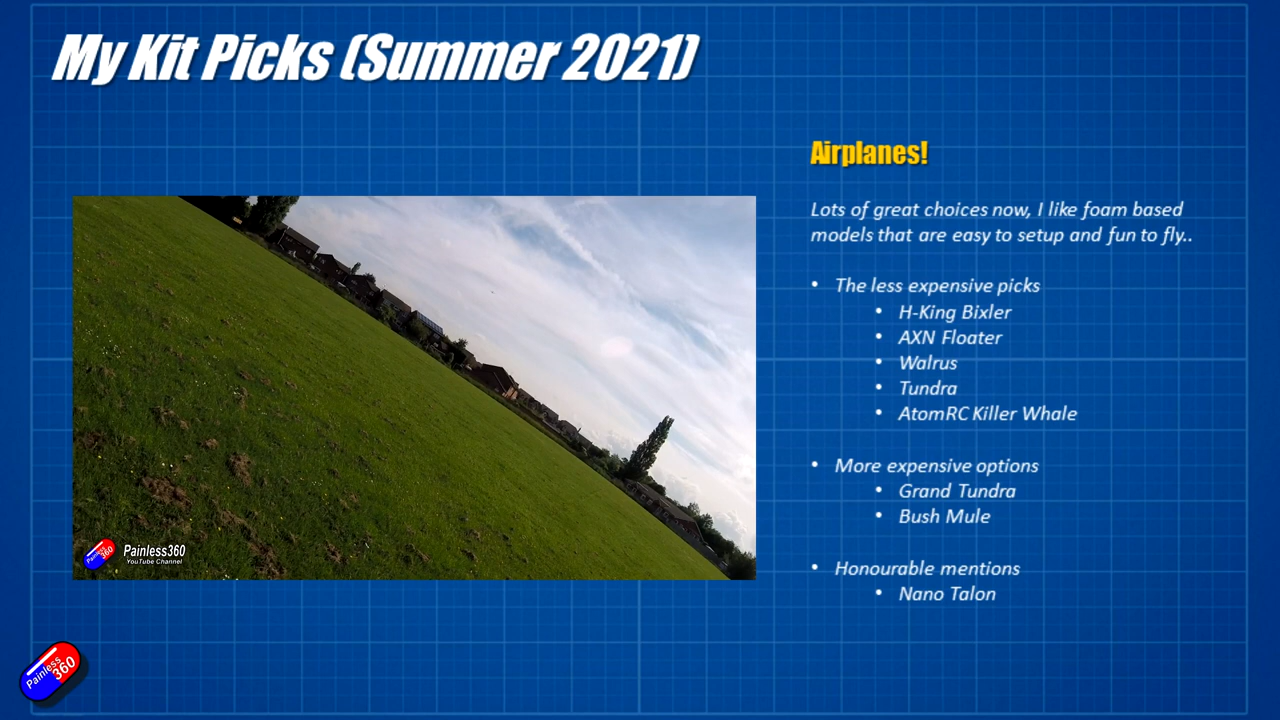 My Kit Picks (Summer 2021)
Airplanes!
Lots of great choices now, I like foam based
models that are easy to setup and fun to fly..
• The less expensive picks
• H-King Bixler
• AXN Floater
• Walrus
• Tundra
• AtomRC Killer Whale
• More expensive options
• Grand Tundra
• Bush Mule
• Honourable mentions
• Nano Talon
Painless360
Painless360
YouTube Channel
Painless360